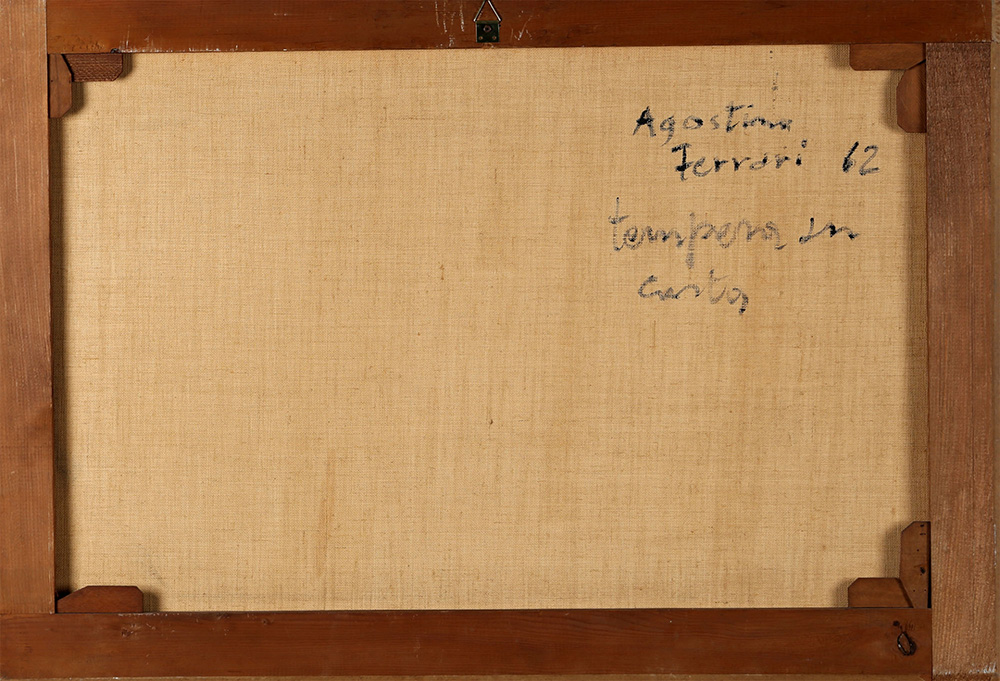 Agostino
Ferrari 62
tempera su
carta